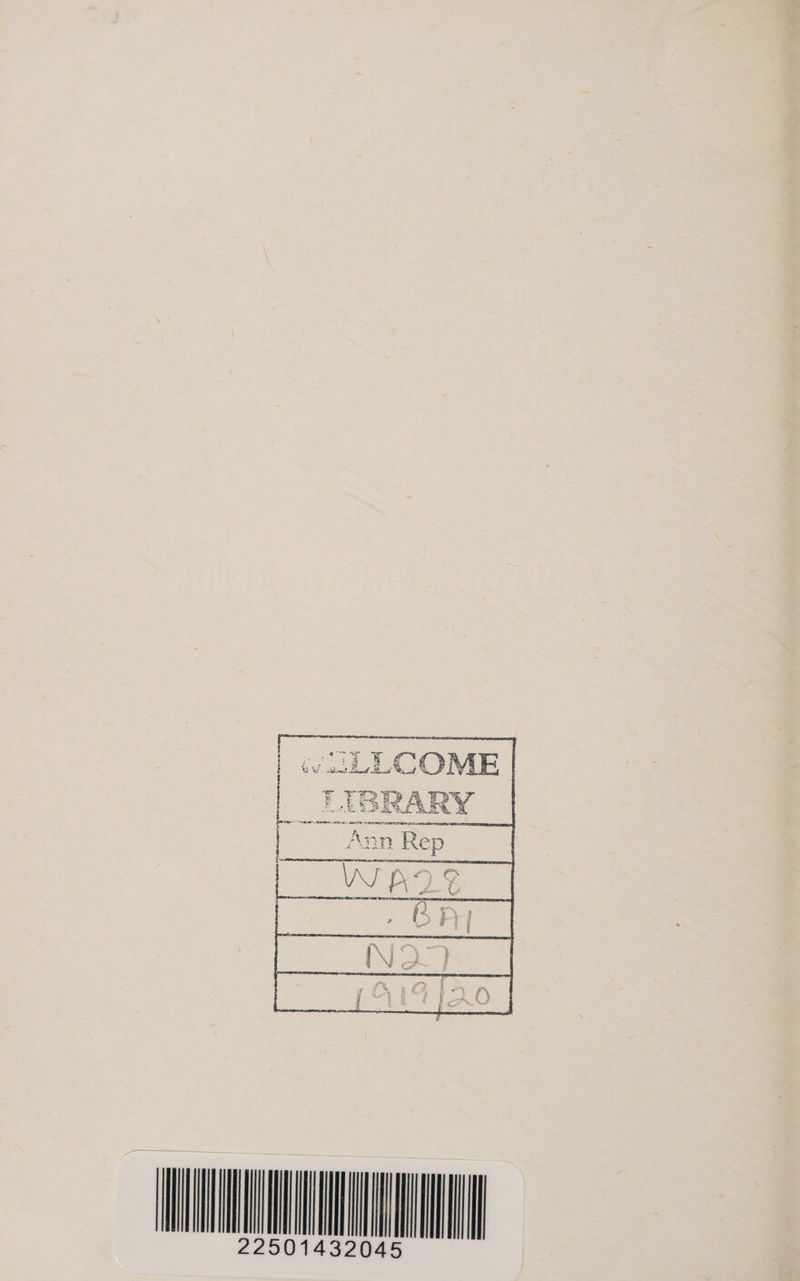 WELLCOME
LIBRARY
Ann Rep
WA28
.BA1
N27
1919/20
22501432045